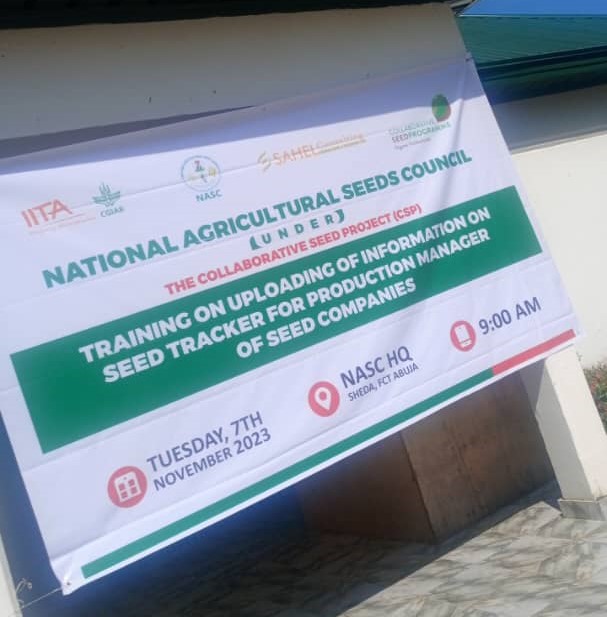 IITA
CGIAR
NASC
SAHEL Consulting
COLLABORATIVE
SEED PROGRAMME
NATIONAL AGRICULTURAL SEEDS COUNCIL
(UNDER)
THE COLLABORATIVE SEED PROJECT (CSP)
TRAINING ON UPLOADING OF INFORMATION ON
SEED TRACKER FOR PRODUCTION MANAGER
OF SEED COMPANIES
TUESDAY, 7TH
NOVEMBER 2023
NASC HQ
SHEDA, FCT ABUJA
9:00 AM